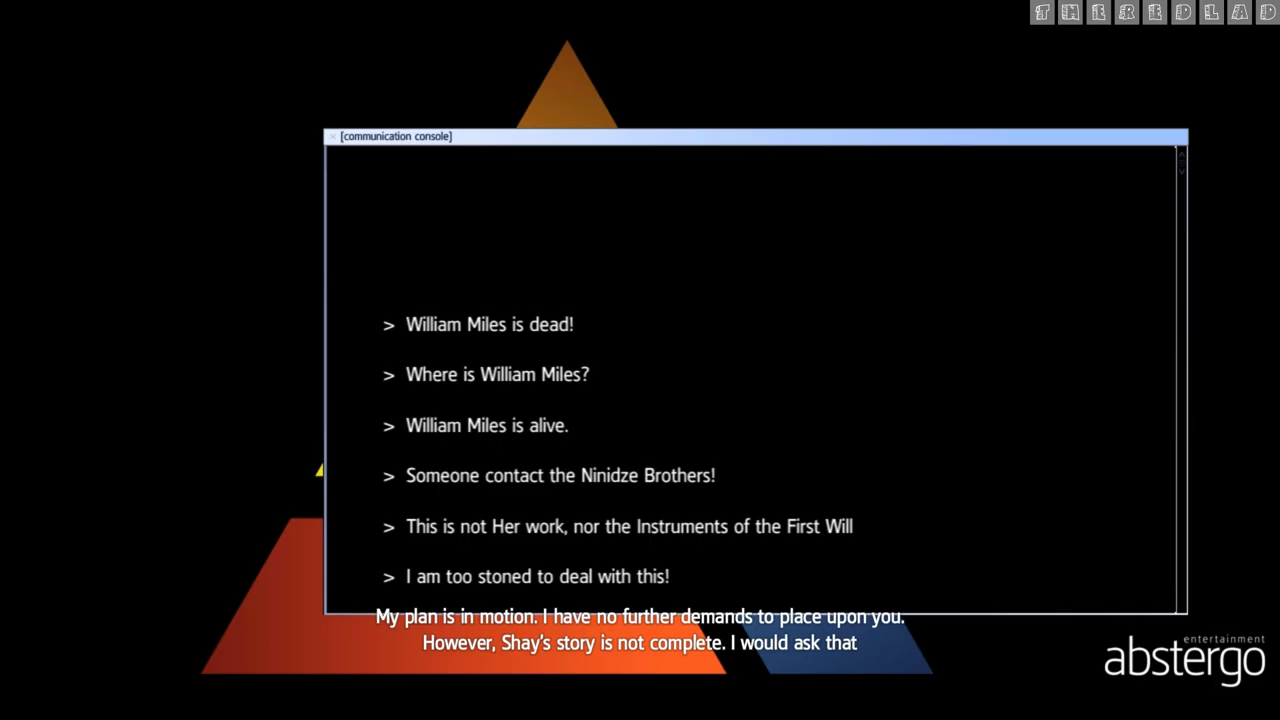 THEREDLAD
[communication console]
> William Miles is dead!
> Where is William Miles?
> William Miles is alive.
> Someone contact the Ninidze Brothers!
> This is not Her work, nor the Instruments of the First Will
> I am too stoned to deal with this!
My plan is in motion. I have no further demands to place upon you.
However, Shay's story is not complete. I would ask that
entertainment
abstergo